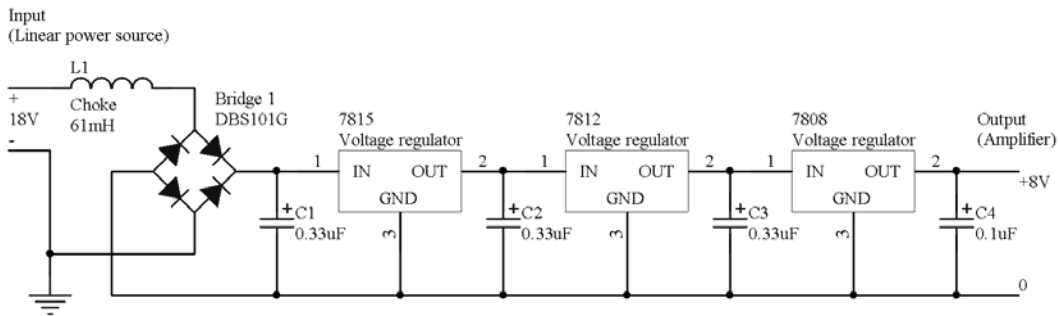 Input
(Linear power source)
L1
+
18V
-
Choke
61mH
Bridge 1
DBS101G
7815
Voltage regulator
1
IN
OUT
2
GND
3
+
C1
0.33uF
7812
Voltage regulator
1
IN
OUT
2
GND
3
+
C2
0.33uF
7808
Voltage regulator
1
IN
OUT
2
GND
3
+
C3
0.33uF
Output
(Amplifier)
+8V
+
C4
0.1uF
0